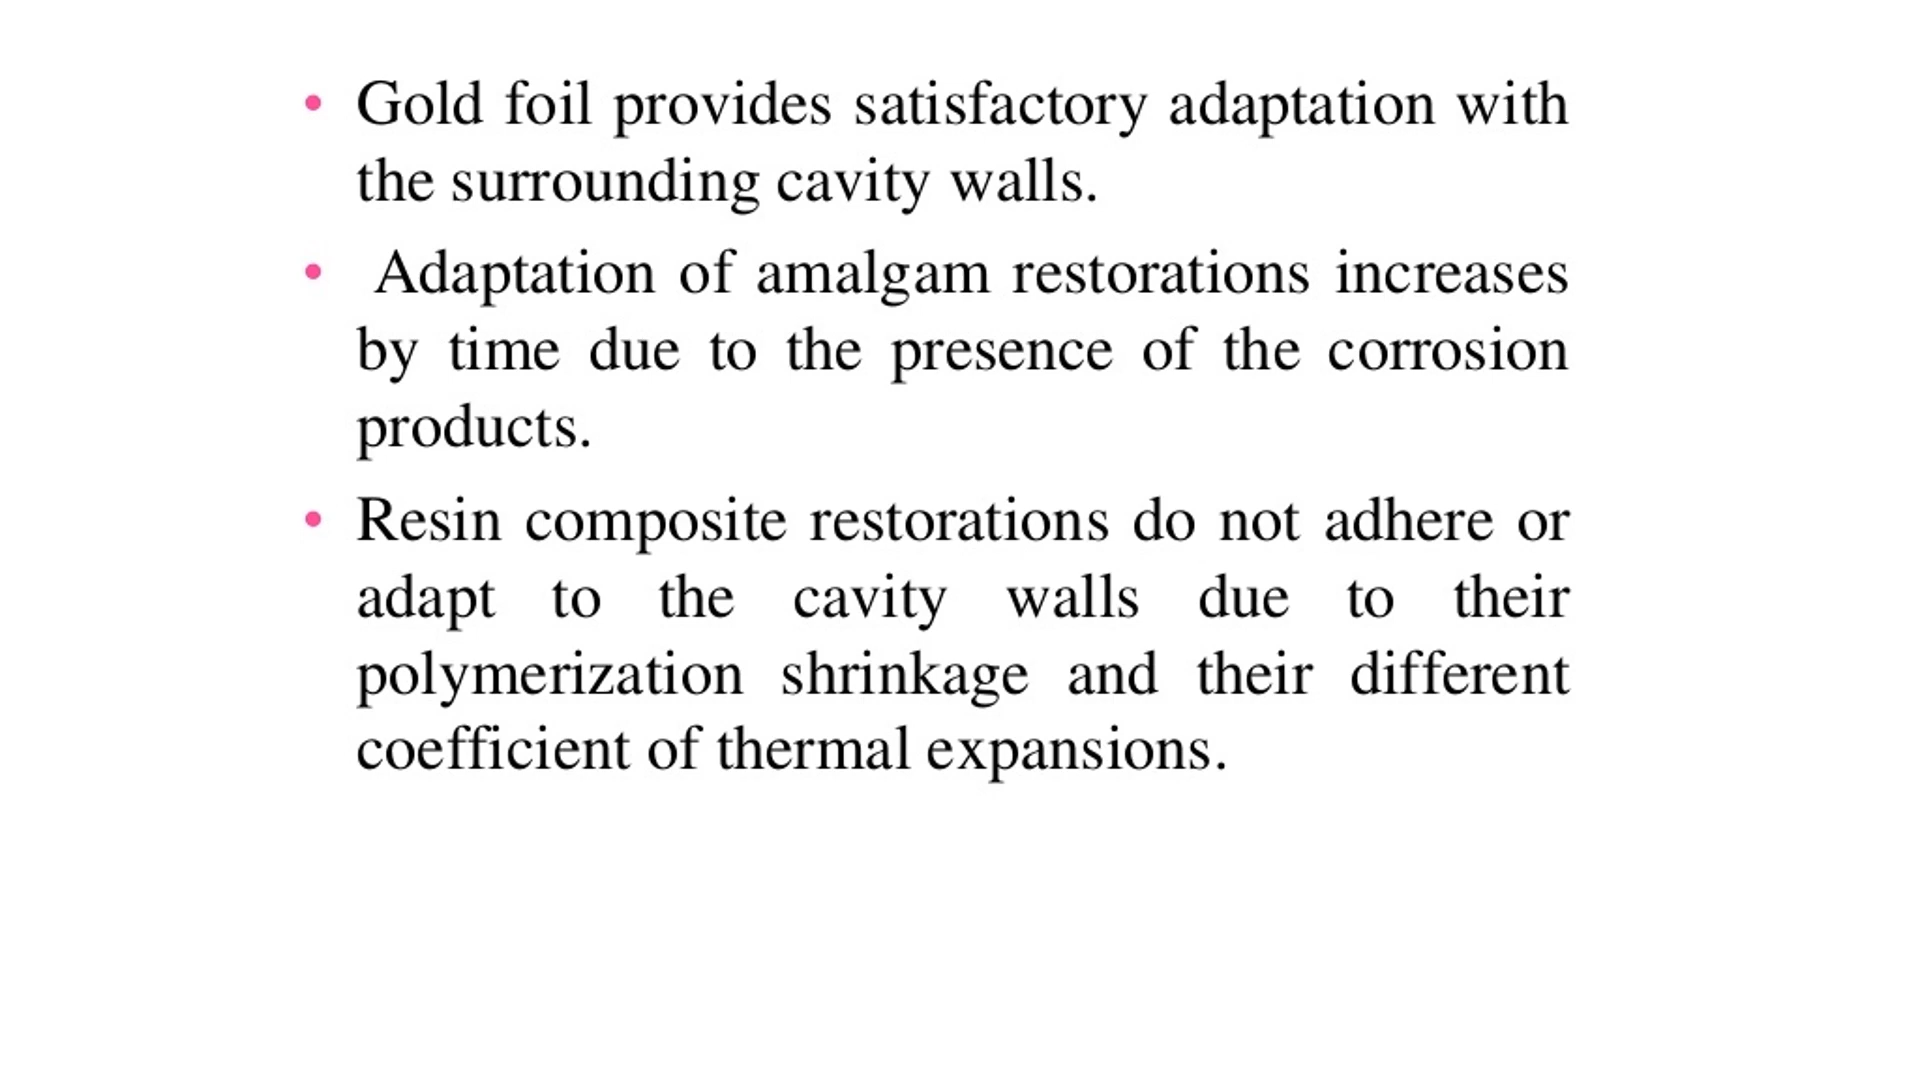 • Gold foil provides satisfactory adaptation with
the surrounding cavity walls.
• Adaptation of amalgam restorations increases
by time due to the presence of the corrosion
products.
• Resin composite restorations do not adhere or
adapt to the cavity walls due to their
polymerization shrinkage and their different
coefficient of thermal expansions.